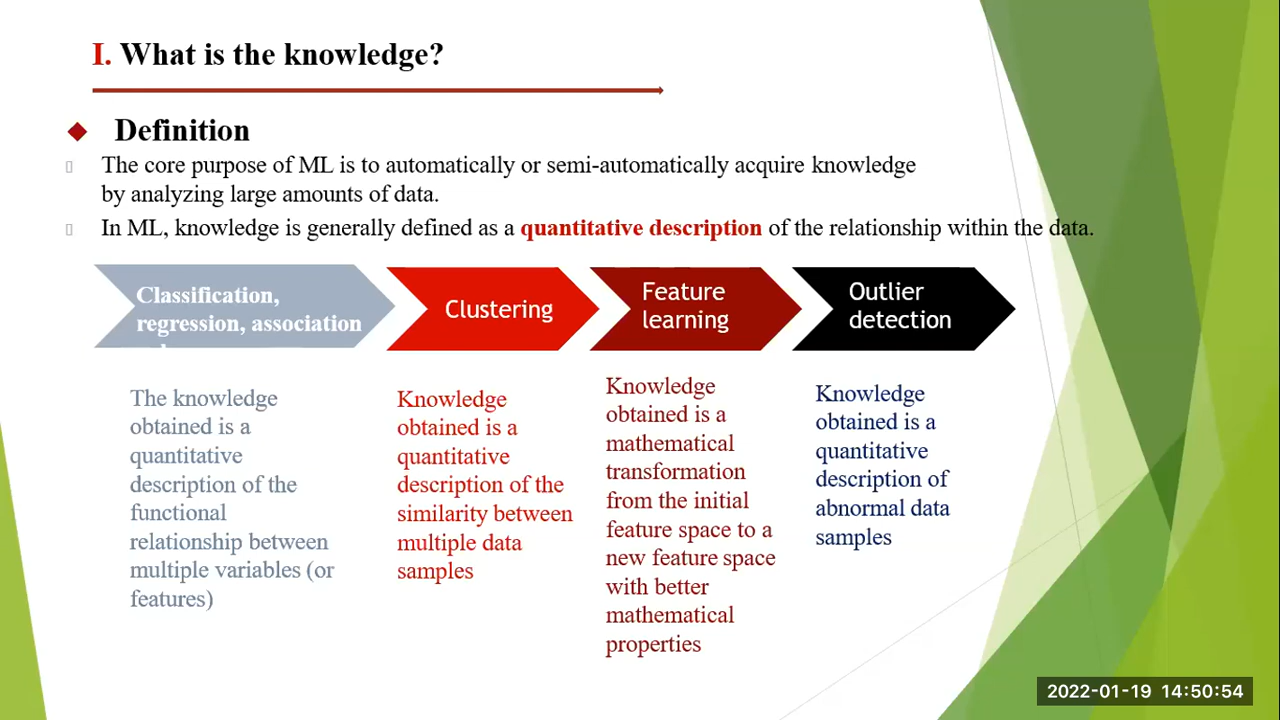 I. What is the knowledge?
Definition
The core purpose of ML is to automatically or semi-automatically acquire knowledge
by analyzing large amounts of data.
In ML, knowledge is generally defined as a quantitative description of the relationship within the data.
Classification,
regression, association
Clustering
Feature
learning
Outlier
detection
The knowledge
obtained is a
quantitative
description of the
functional
relationship between
multiple variables (or
features)
Knowledge
obtained is a
quantitative
description of the
similarity between
multiple data
samples
Knowledge
obtained is a
mathematical
transformation
from the initial
feature space to a
new feature space
with better
mathematical
properties
Knowledge
obtained is a
quantitative
description of
abnormal data
samples
2022-01-19 14:50:54